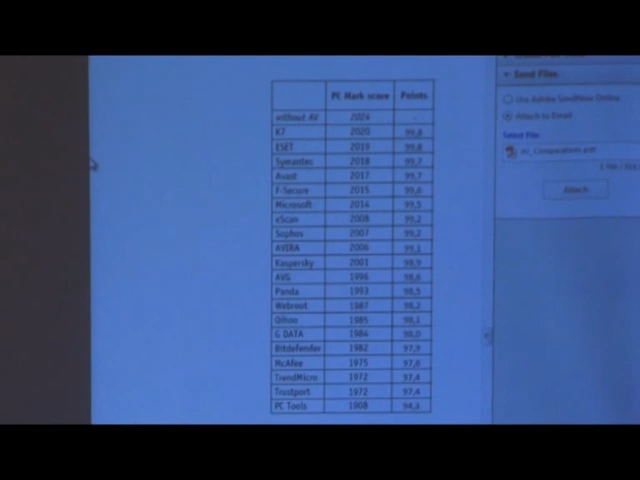 PC Mark score Points
without AV 2024 -
K7 2020 99,8
ESET 2019 99,8
Symantec 2018 99,7
Avast 2017 99,7
F-Secure 2015 99,6
Microsoft 2014 99,5
eScan 2008 99,2
Sophos 2007 99,2
AVIRA 2006 99,1
Kaspersky 2001 98,9
AVG 1996 98,6
Panda 1993 98,5
Webroot 1987 98,2
Qihoo 1985 98,1
G DATA 1984 98,0
Bitdefender 1982 97,9
McAfee 1975 97,6
TrendMicro 1972 97,4
Trustport 1972 97,4
PC Tools 1908 94,3
Send Files
Use Adobe SendNow Online
Attach to Email
Select File:
Attach